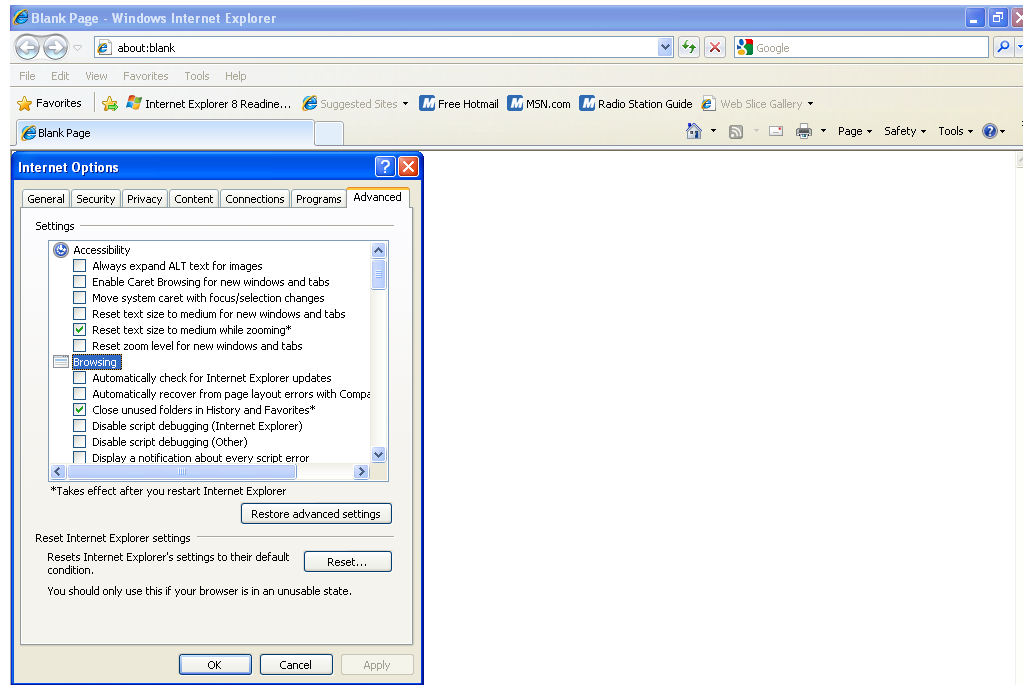 Blank Page - Windows Internet Explorer
about:blank
Google
File Edit View Favorites Tools Help
Favorites Internet Explorer 8 Readine... Suggested Sites Free Hotmail MSN.com Radio Station Guide Web Slice Gallery
Blank Page
Page Safety Tools
Internet Options
General Security Privacy Content Connections Programs Advanced
Settings
Accessibility
Always expand ALT text for images
Enable Caret Browsing for new windows and tabs
Move system caret with focus/selection changes
Reset text size to medium for new windows and tabs
Reset text size to medium while zooming*
Reset zoom level for new windows and tabs
Browsing
Automatically check for Internet Explorer updates
Automatically recover from page layout errors with Compa
Close unused folders in History and Favorites*
Disable script debugging (Internet Explorer)
Disable script debugging (Other)
Display a notification about every script error
*Takes effect after you restart Internet Explorer
Restore advanced settings
Reset Internet Explorer settings
Resets Internet Explorer's settings to their default
condition.
Reset...
You should only use this if your browser is in an unusable state.
OK Cancel Apply